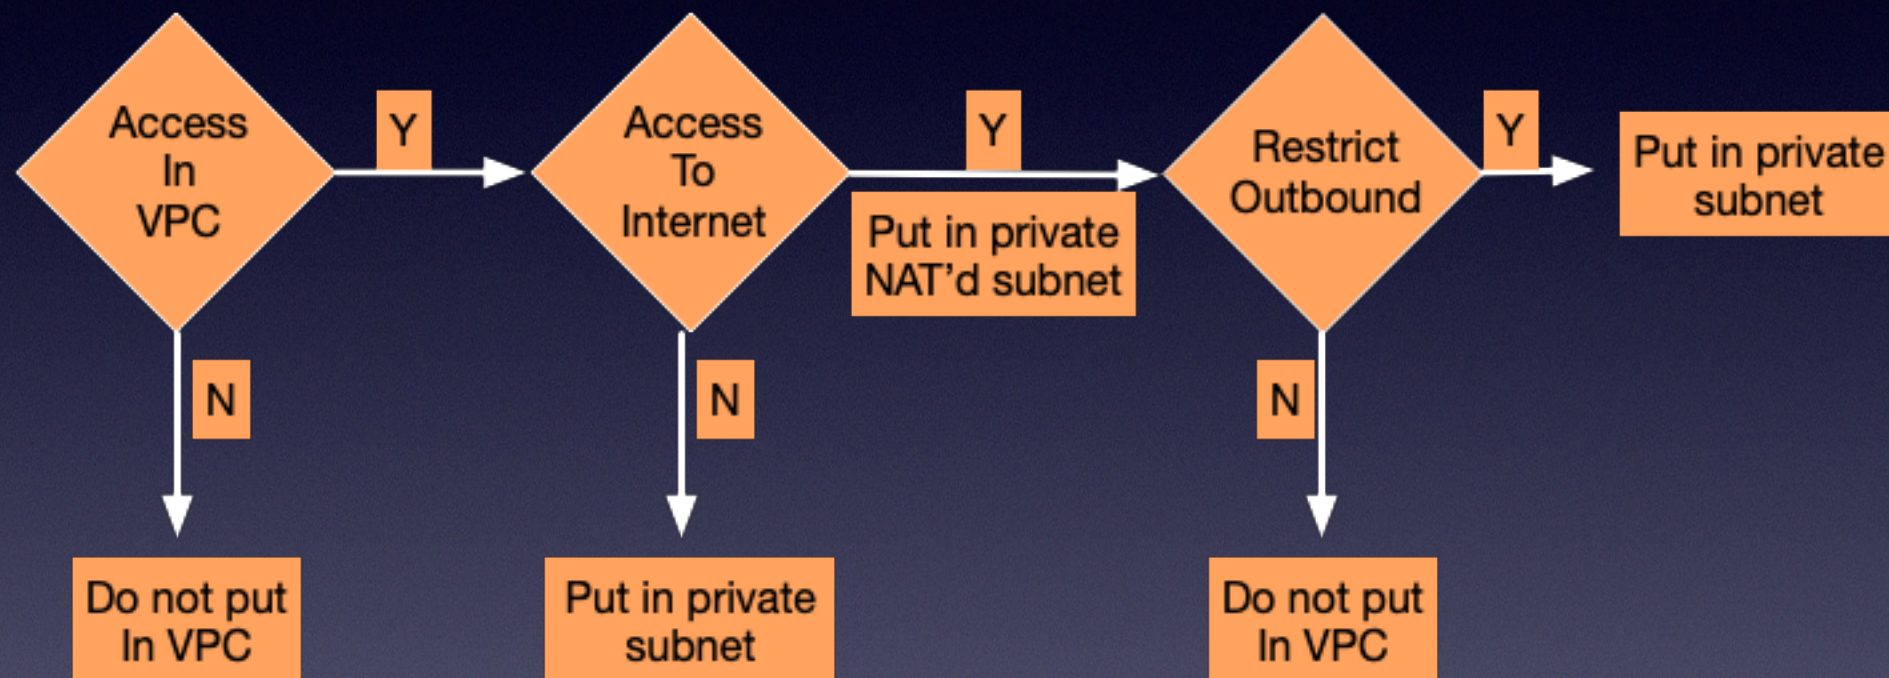 Access
In
VPC
Y
Access
To
Internet
Y
Put in private
NAT'd subnet
Restrict
Outbound
Y
Put in private
subnet
N
N
N
Do not put
In VPC
Put in private
subnet
Do not put
In VPC